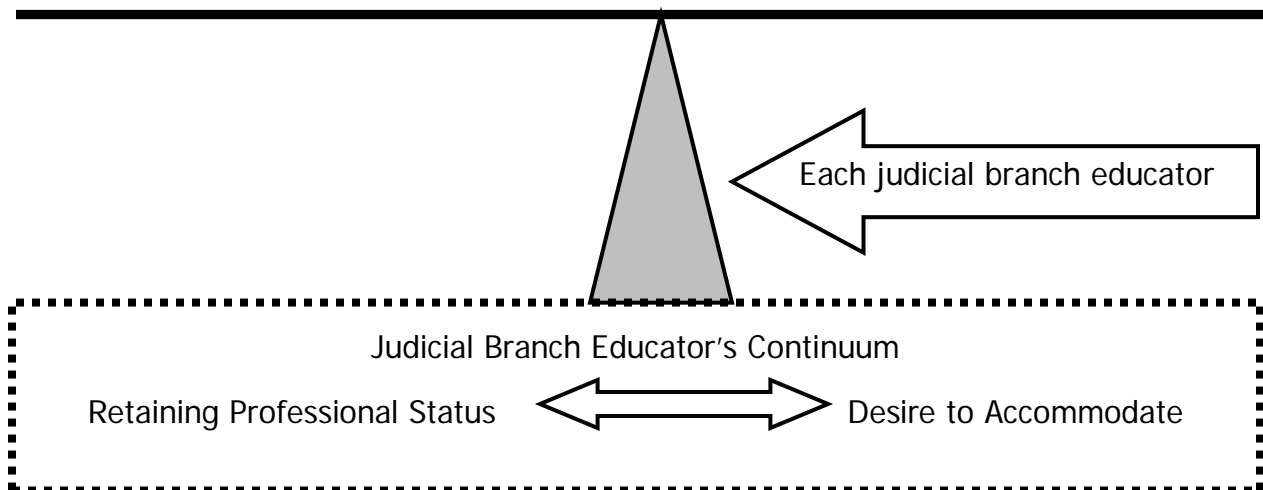 Each judicial branch educator
Judicial Branch Educator's Continuum
Retaining Professional Status
Desire to Accommodate